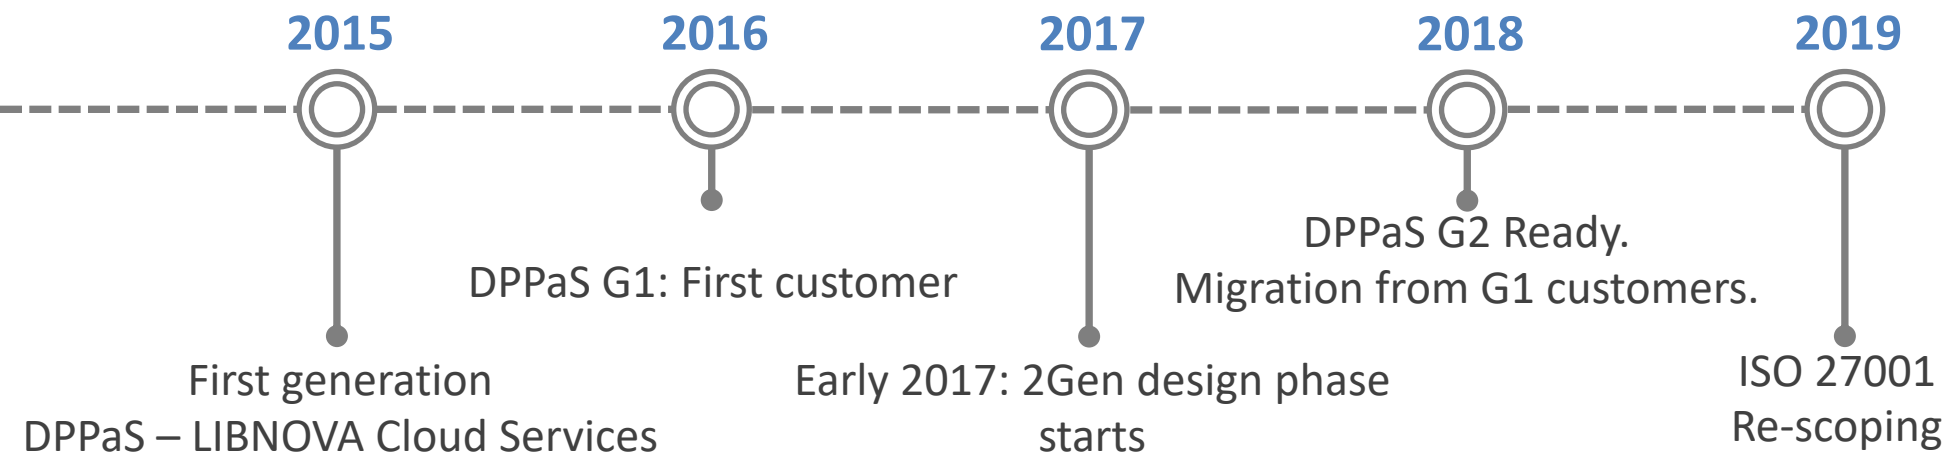 2015
2016
2017
2018
2019
DPPaS G2 Ready.
DPPaS G1: First customer
Migration from G1 customers.
First generation
DPPaS – LIBNOVA Cloud Services
Early 2017: 2Gen design phase
starts
ISO 27001
Re-scoping